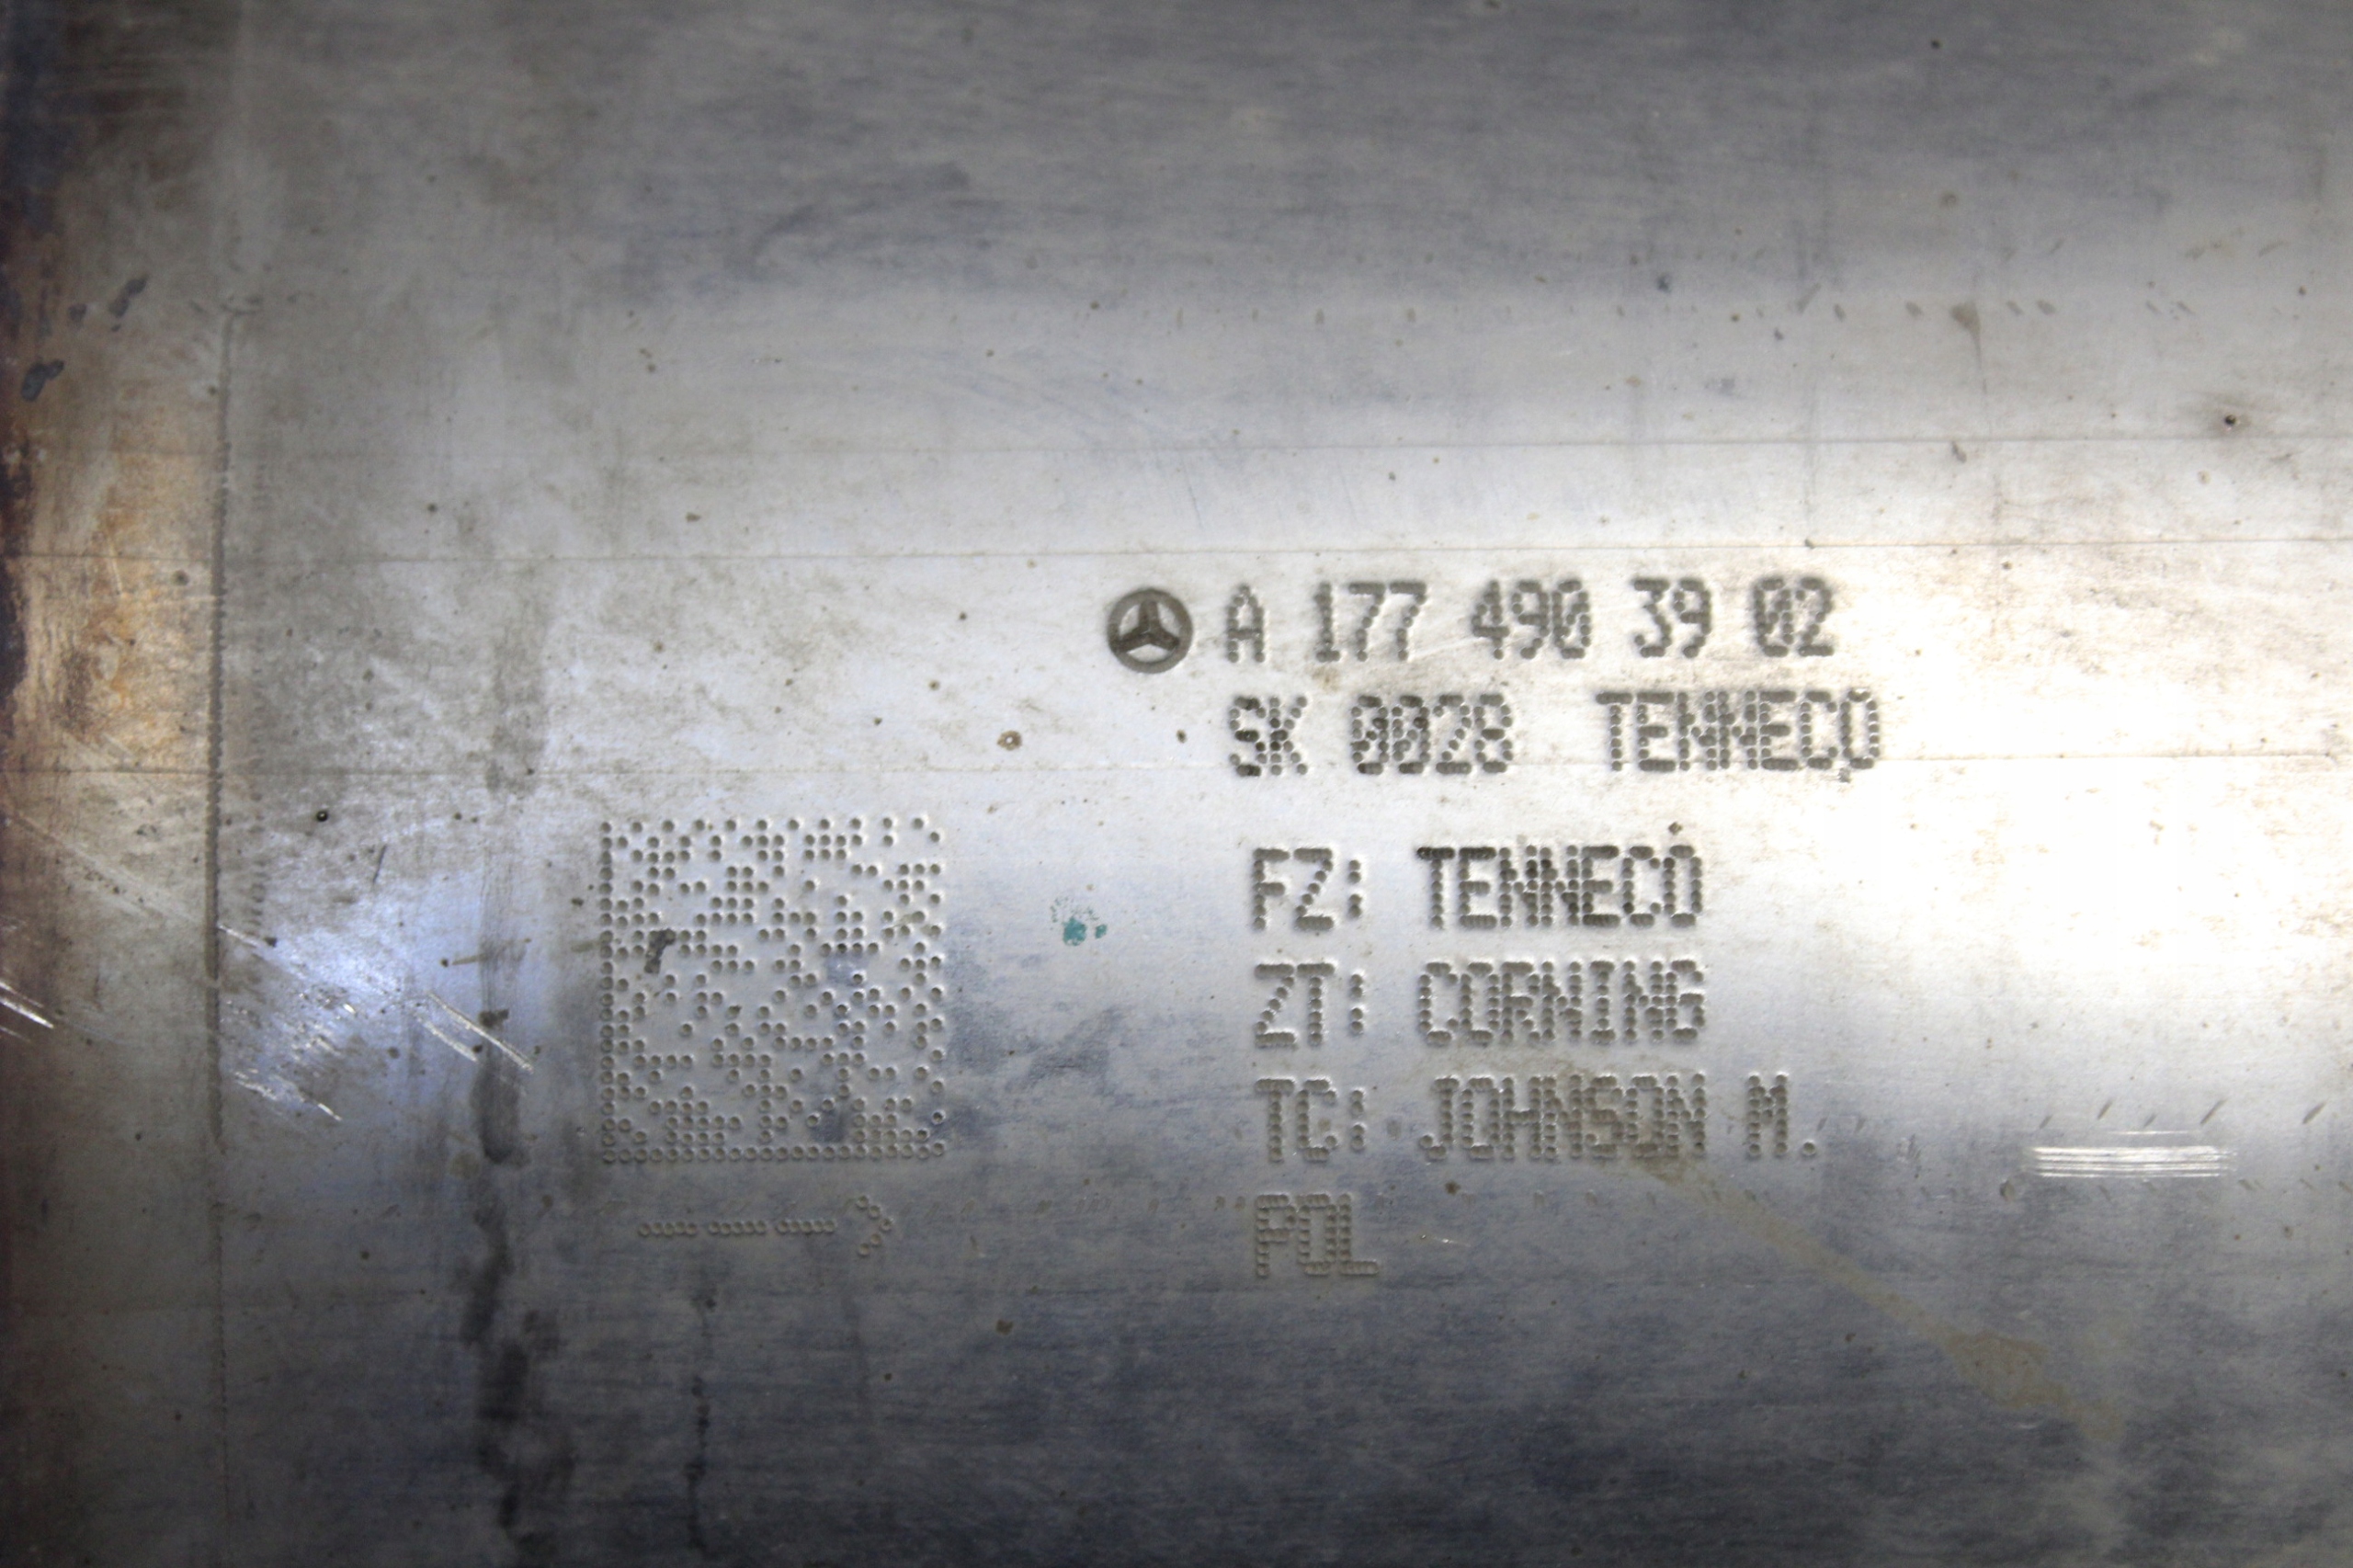 A 177 490 39 02
SK 0028 TENNECO
FZ: TENNECO
ZT: CORNING
TC: JOHNSON M.
POL